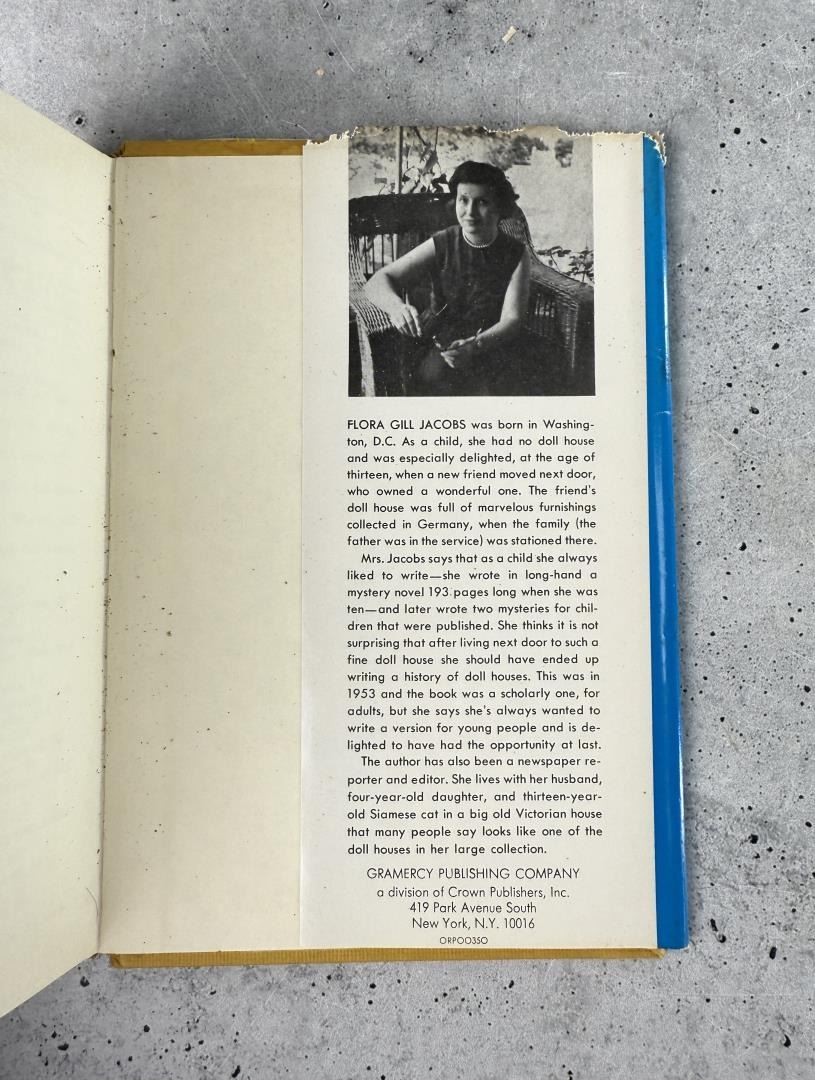 FLORA GILL JACOBS was born in Washing-
ton, D.C. As a child, she had no doll house
and was especially delighted, at the age of
thirteen, when a new friend moved next door,
who owned a wonderful one. The friend's
doll house was full of marvelous furnishings
collected in Germany, when the family (the
father was in the service) was stationed there.
Mrs. Jacobs says that as a child she always
liked to write—she wrote in long-hand a
mystery novel 193 pages long when she was
ten—and later wrote two mysteries for chil-
dren that were published. She thinks it is not
surprising that after living next door to such a
fine doll house she should have ended up
writing a history of doll houses. This was in
1953 and the book was a scholarly one, for
adults, but she says she's always wanted to
write a version for young people and is de-
lighted to have had the opportunity at last.
The author has also been a newspaper re-
porter and editor. She lives with her husband,
four-year-old daughter, and thirteen-year-
old Siamese cat in a big old Victorian house
that many people say looks like one of the
doll houses in her large collection.
GRAMERCY PUBLISHING COMPANY
a division of Crown Publishers, Inc.
419 Park Avenue South
New York, N.Y. 10016
ORPOO350